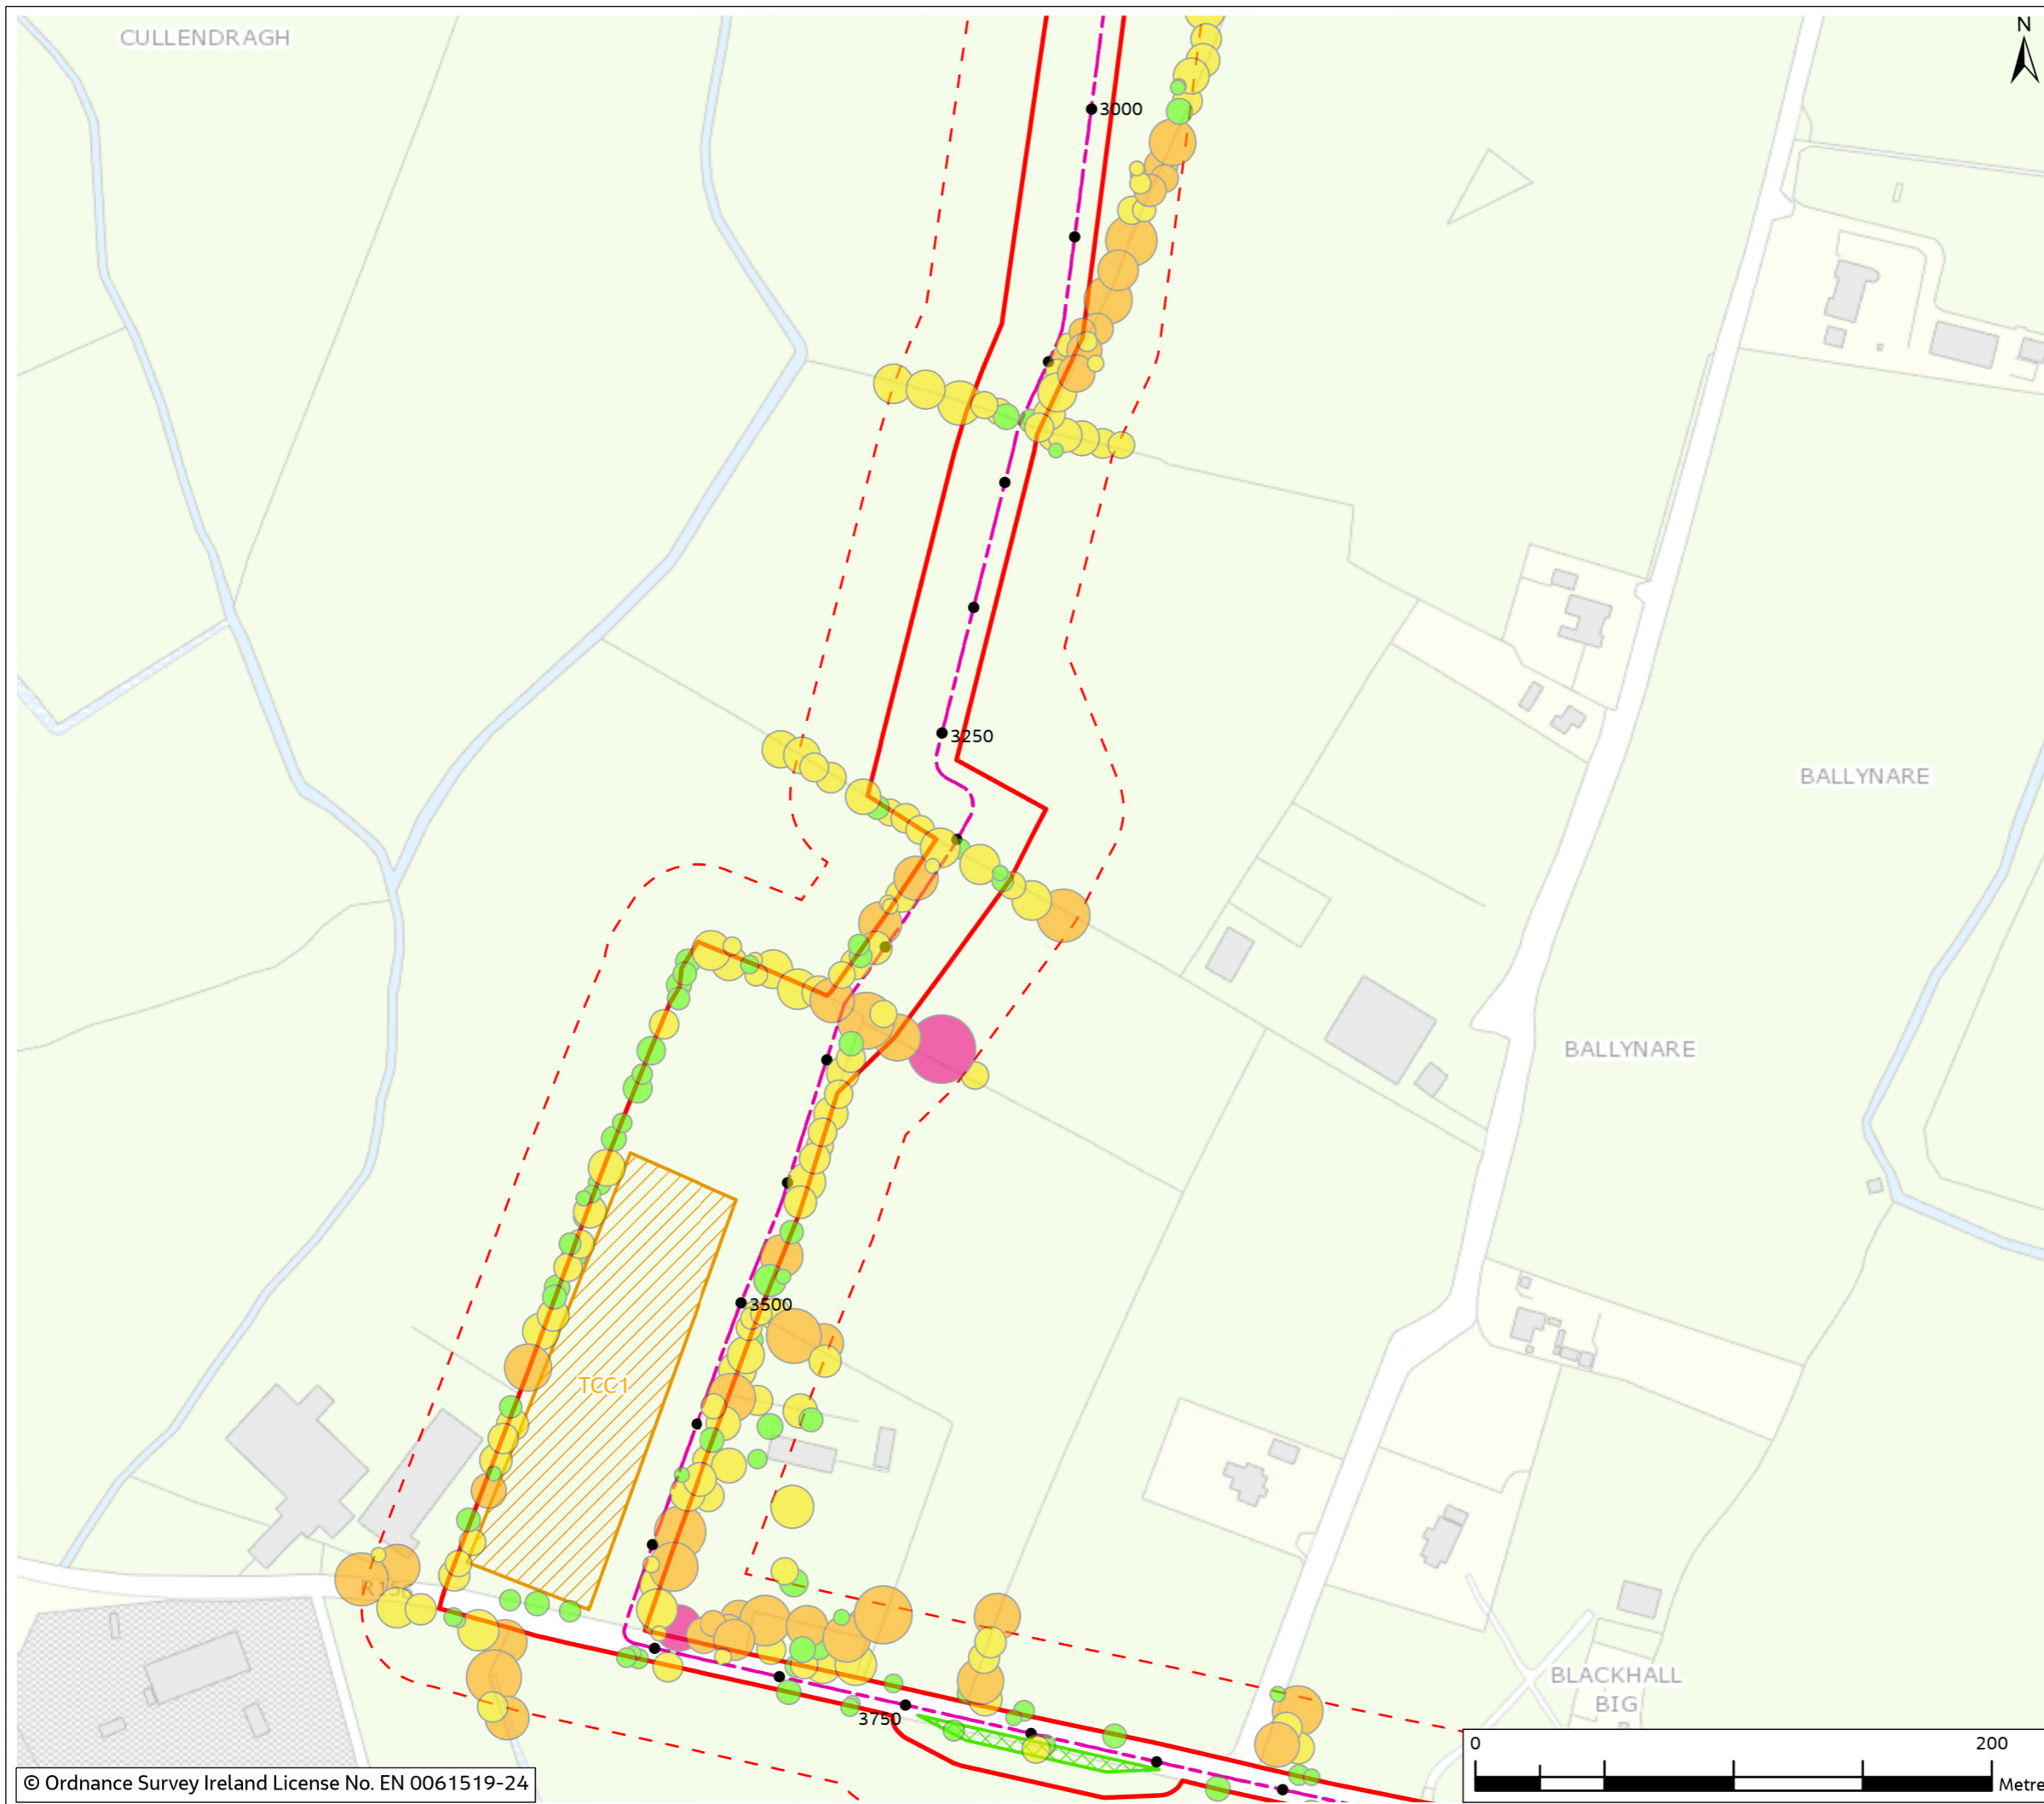 CULLENDRAGH
N
3000
3250
BALLYNARE
BALLYNARE
3500
TCC1
BLACKHALL
BIG
3750
0
200
Metre
© Ordnance Survey Ireland License No. EN 0061519-24